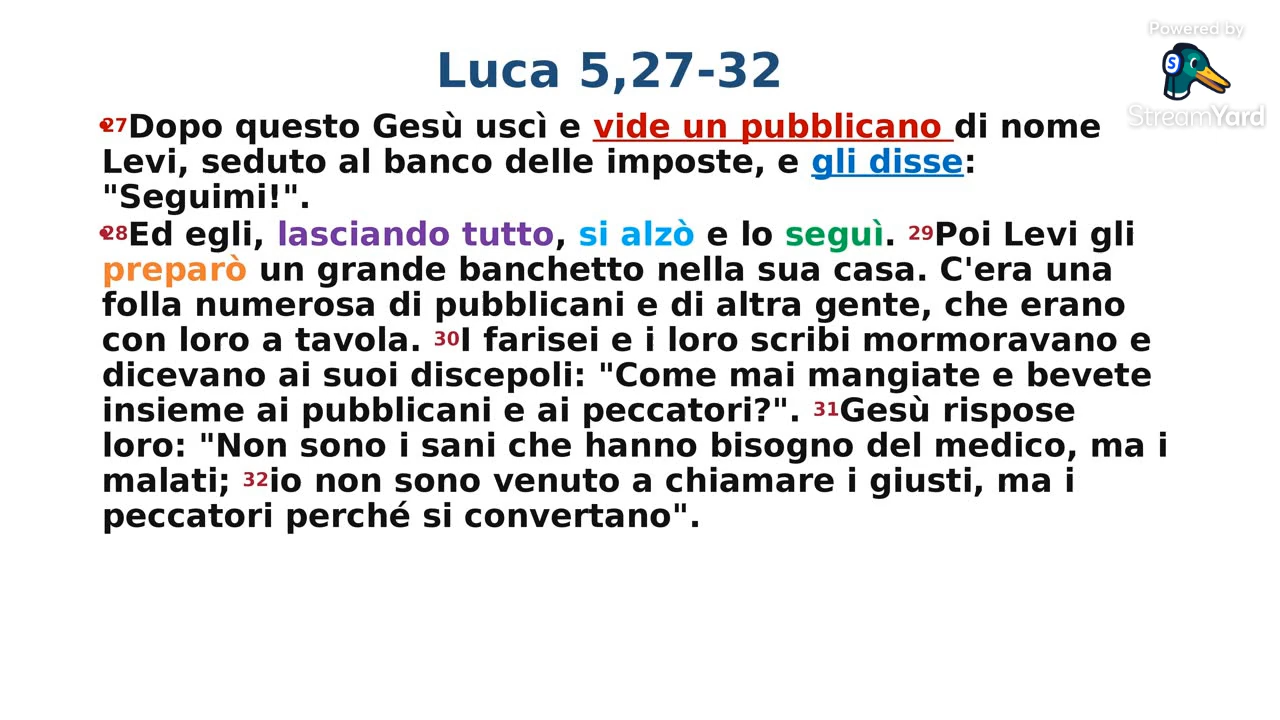 Powered by
StreamYard
Luca 5,27-32
•27Dopo questo Gesù uscì e vide un pubblicano di nome
Levi, seduto al banco delle imposte, e gli disse:
"Seguimi!".
•28Ed egli, lasciando tutto, si alzò e lo seguì. 29Poi Levi gli
preparò un grande banchetto nella sua casa. C'era una
folla numerosa di pubblicani e di altra gente, che erano
con loro a tavola. 30I farisei e i loro scribi mormoravano e
dicevano ai suoi discepoli: "Come mai mangiate e bevete
insieme ai pubblicani e ai peccatori?". 31Gesù rispose
loro: "Non sono i sani che hanno bisogno del medico, ma i
malati; 32io non sono venuto a chiamare i giusti, ma i
peccatori perché si convertano".